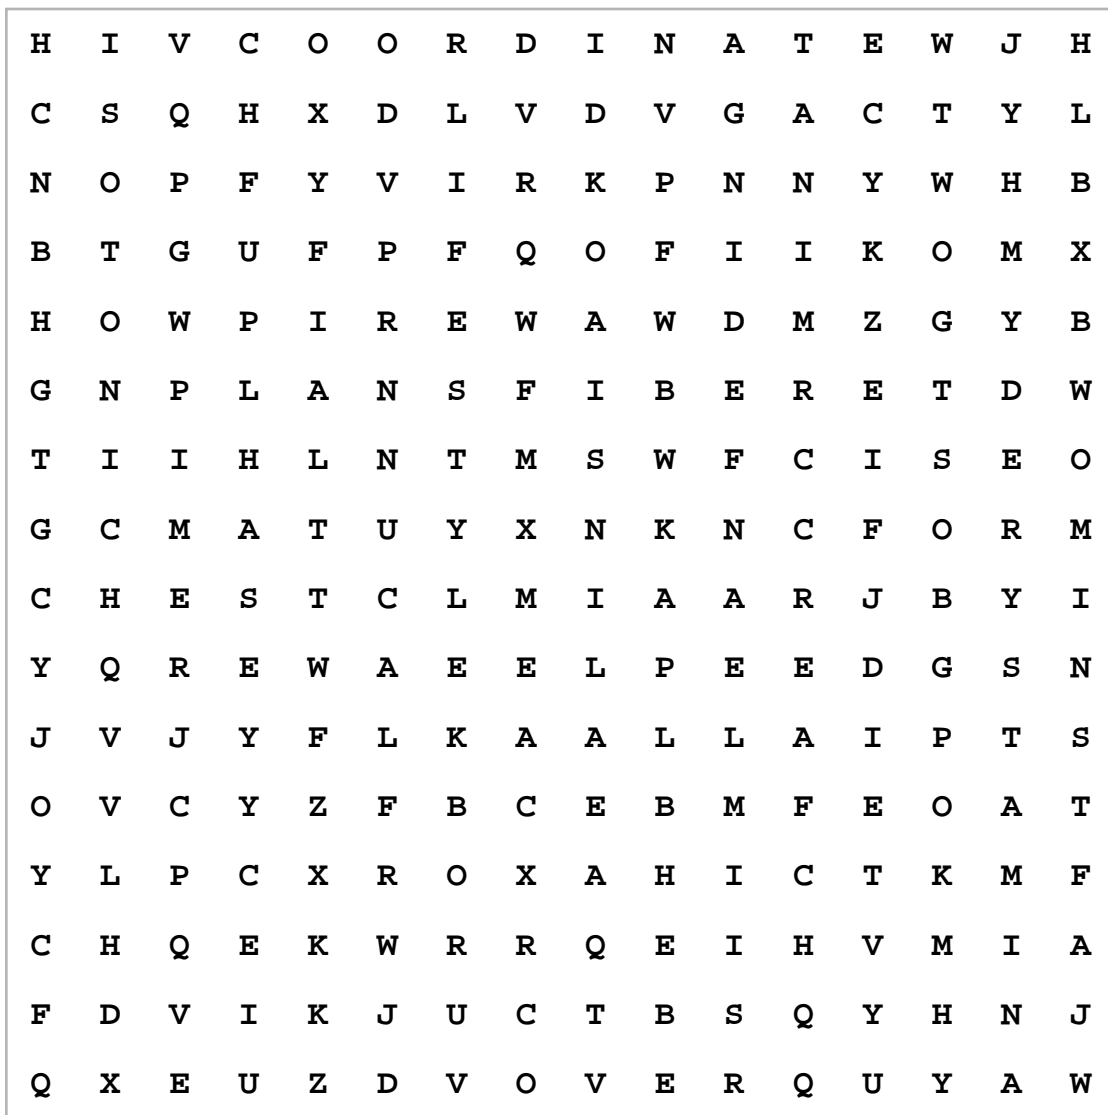 H I V C O O R D I N A T E W J H
C S Q H X D L V D V G A C T Y L
N O P F Y V I R K P N N Y W H B
B T G U F P F Q O F I I K O M X
H O W P I R E W A W D M Z G Y B
G N P L A N S F I B E R E T D W
T I I H L N T M S W F C I S E O
G C M A T U Y X N K N C F O R M
C H E S T C L M I A A R J B Y I
Y Q R E W A E E L P E E D G S N
J V J Y F L K A A L L A I P T S
O V C Y Z F B C E B M F E O A T
Y L P C X R O X A H I C T K M F
C H Q E K W R R Q E I H V M I A
F D V I K J U C T B S Q Y H N J
Q X E U Z D V O V E R Q U Y A W